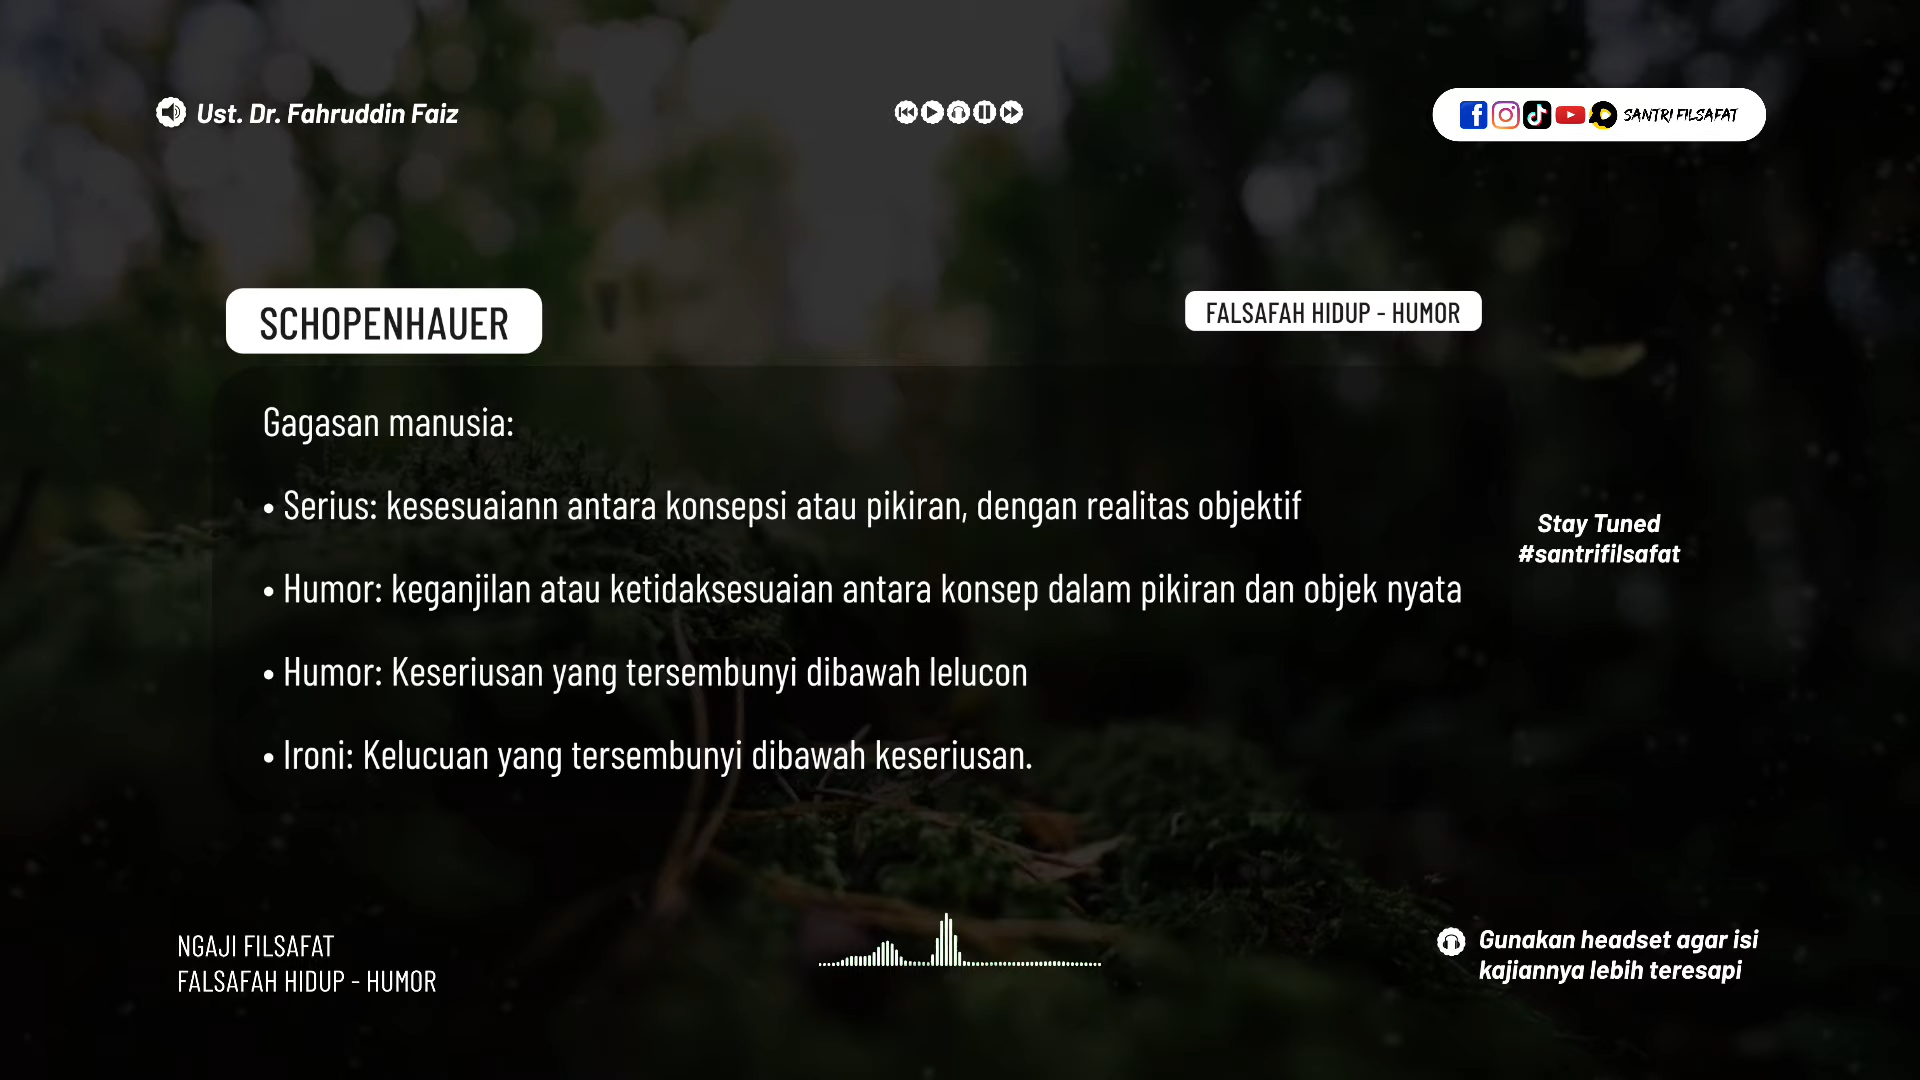 Ust. Dr. Fahruddin Faiz
SANTRI FILSAFAT
SCHOPENHAUER
FALSAFAH HIDUP - HUMOR
Gagasan manusia:
• Serius: kesesuaiann antara konsepsi atau pikiran, dengan realitas objektif
• Humor: keganjilan atau ketidaksesuaian antara konsep dalam pikiran dan objek nyata
• Humor: Keseriusan yang tersembunyi dibawah lelucon
• Ironi: Kelucuan yang tersembunyi dibawah keseriusan.
Stay Tuned
#santrifilsafat
NGAJI FILSAFAT
FALSAFAH HIDUP - HUMOR
Gunakan headset agar isi
kajiannya lebih teresapi